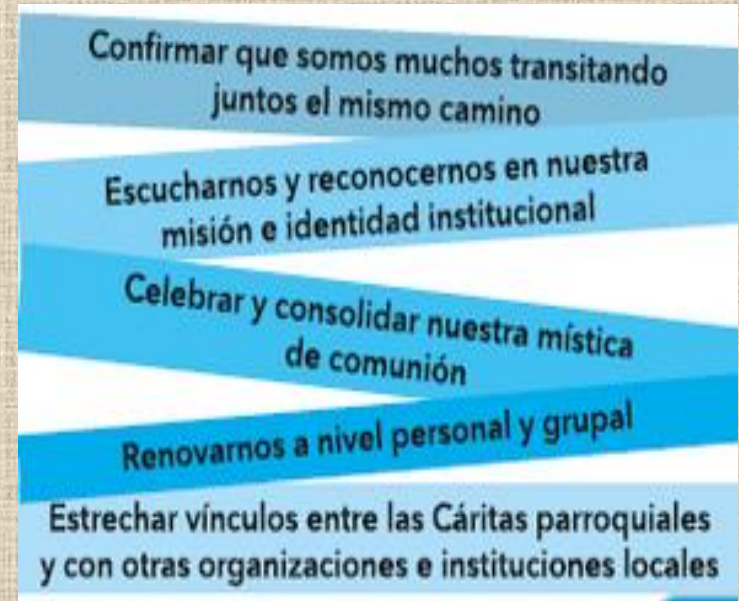 Confirmar que somos muchos transitando
juntos el mismo camino
Escucharnos y reconocernos en nuestra
misión e identidad institucional
Celebrar y consolidar nuestra mística
de comunión
Renovarnos a nivel personal y grupal
Estrechar vínculos entre las Cáritas parroquiales
y con otras organizaciones e instituciones locales